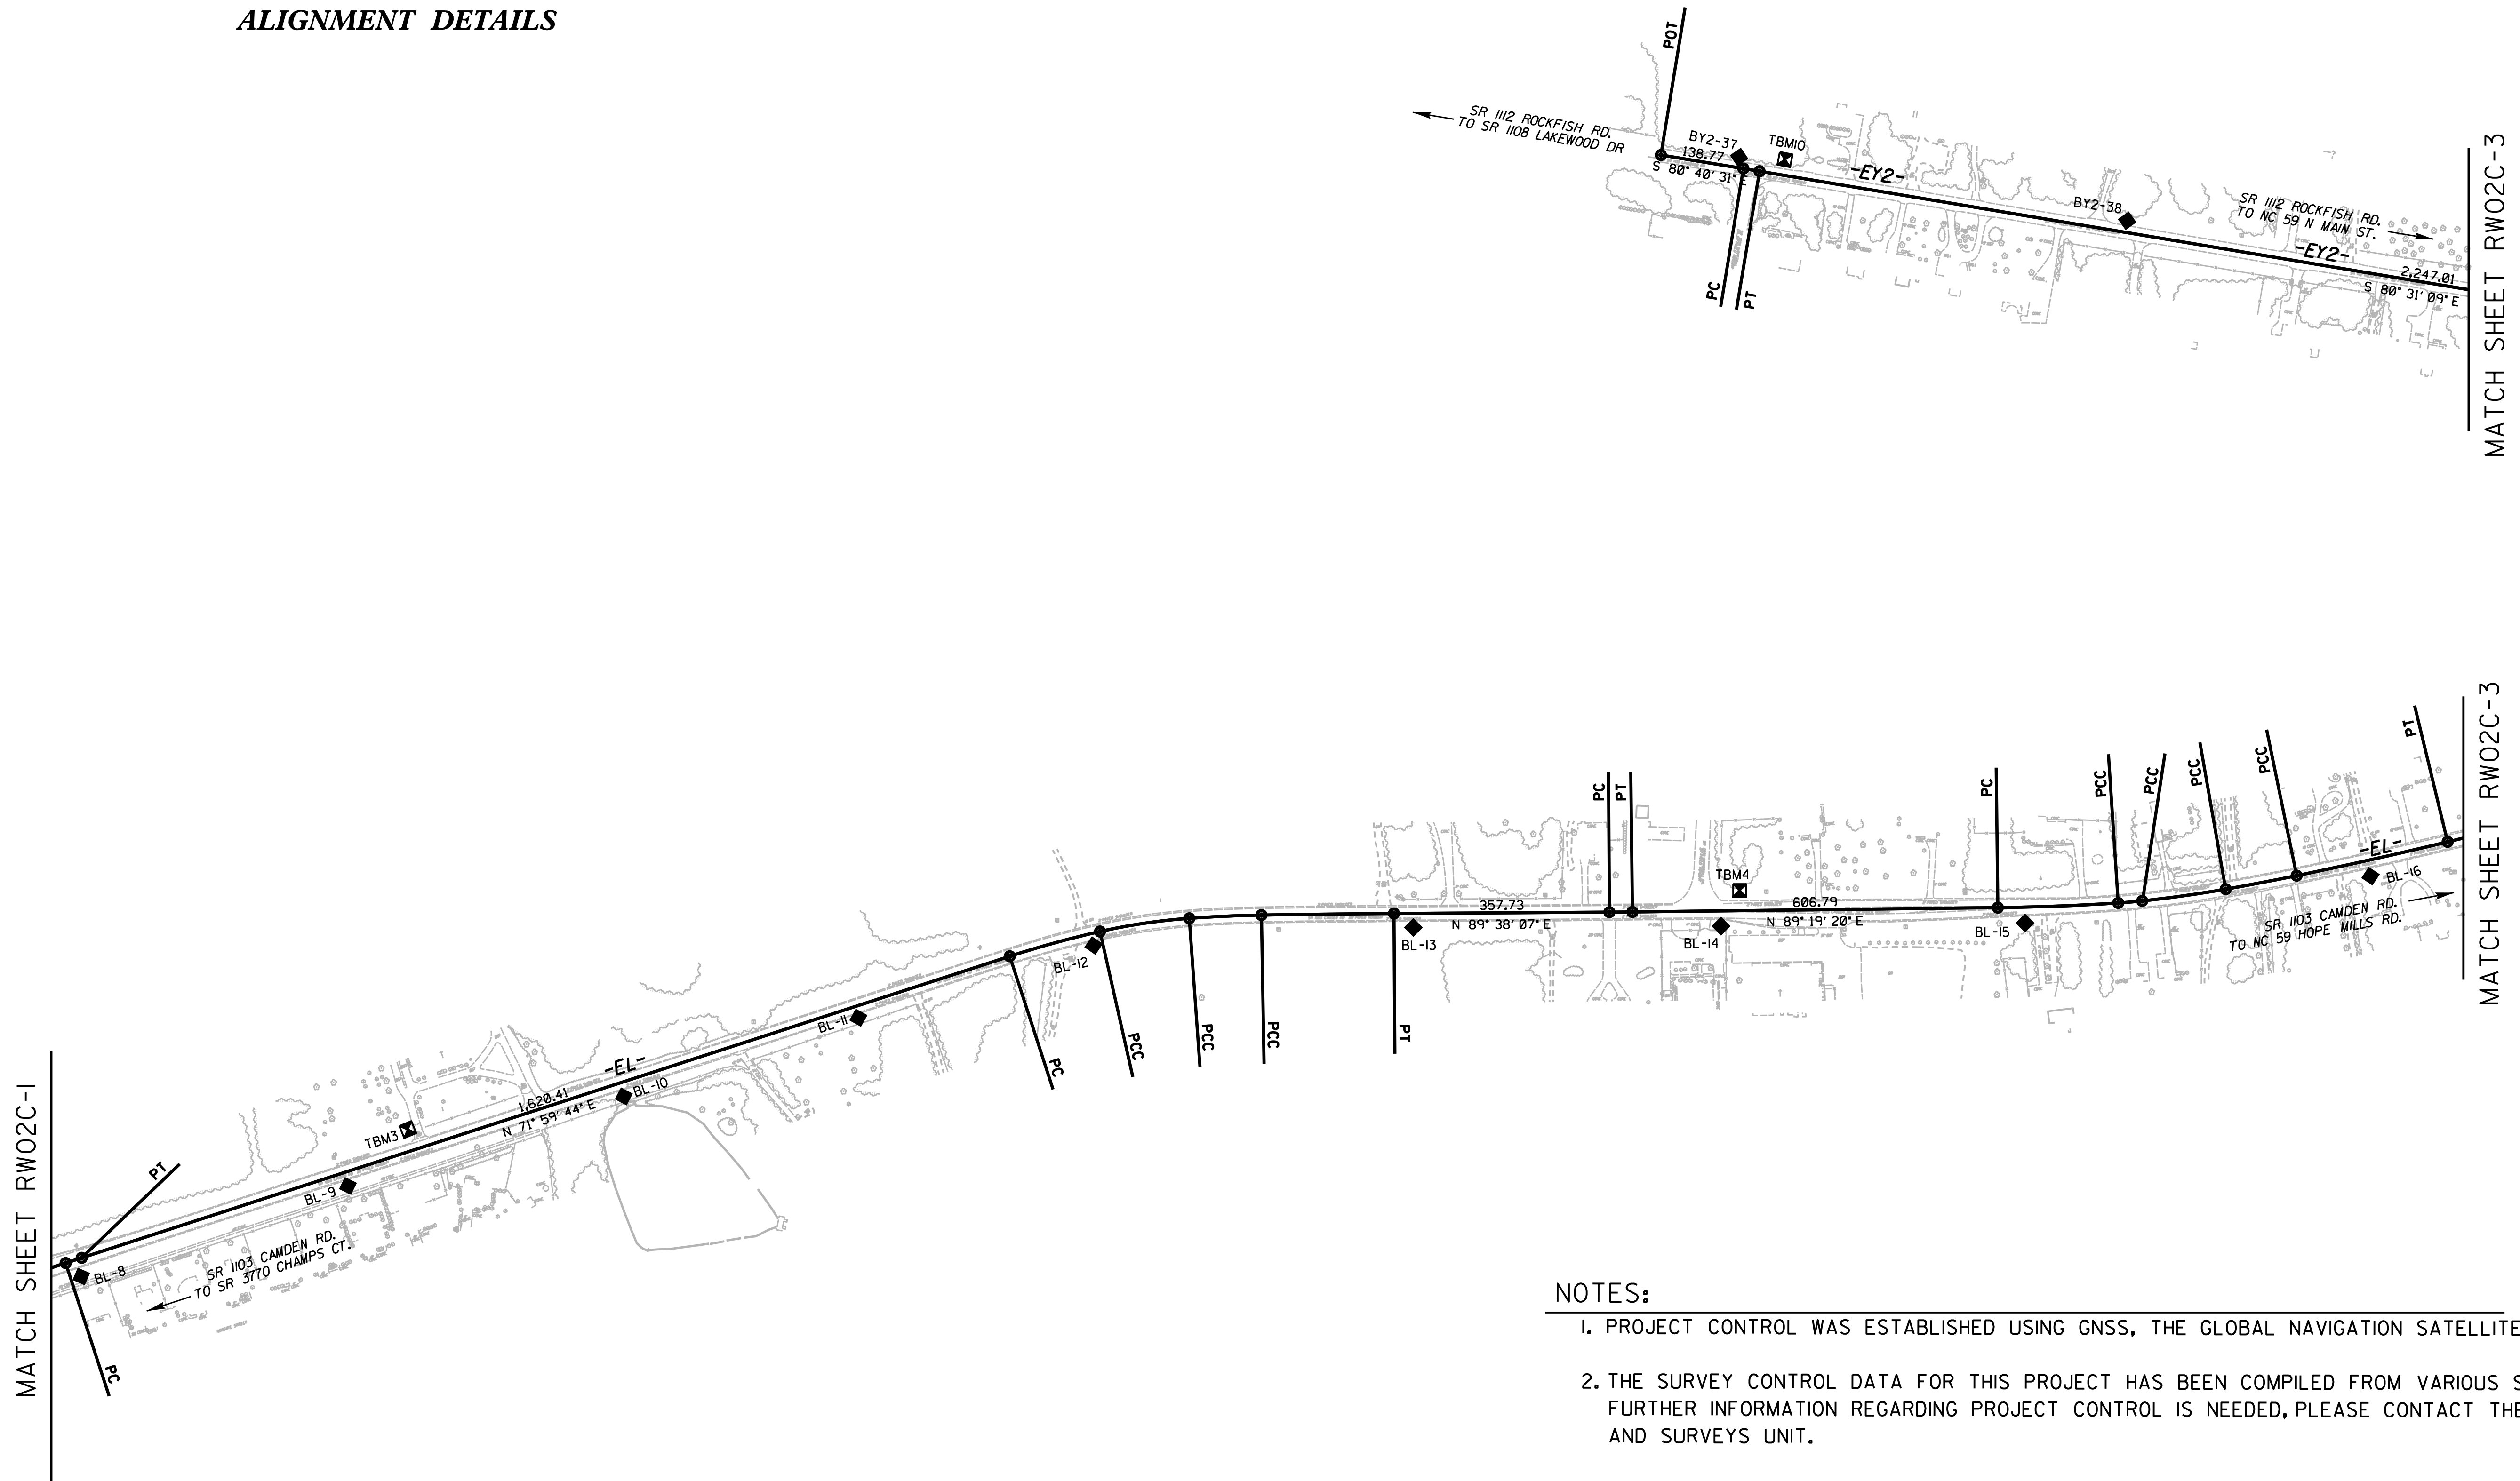 ALIGNMENT DETAILS
POT
SR 1112 ROCKFISH RD.
TO SR 1108 LAKEWOOD DR
BY2-37
TBM10
138.77
S 80° 40' 31" E
-EY2-
PC
PT
BY2-38
SR 1112 ROCKFISH RD.
TO NC 59 N MAIN ST.
-EY2-
2,247.01
S 80° 31' 09" E
MATCH SHEET RW02C-3
MATCH SHEET RW02C-1
PC
PT
BL-8
SR 1103 CAMDEN RD.
TO SR 3770 CHAMPS CT.
BL-9
TBM3
1,620.41
N 71° 59' 44" E
-EL-
BL-10
BL-11
PC
BL-12
PCC
PCC
PCC
PT
BL-13
357.73
N 89° 38' 07" E
PC
PT
BL-14
TBM4
606.79
N 89° 19' 20" E
PC
BL-15
PCC
PCC
PCC
PCC
PT
-EL-
BL-16
SR 1103 CAMDEN RD.
TO NC 59 HOPE MILLS RD.
MATCH SHEET RW02C-3
NOTES:
1. PROJECT CONTROL WAS ESTABLISHED USING GNSS, THE GLOBAL NAVIGATION SATELLITE
2. THE SURVEY CONTROL DATA FOR THIS PROJECT HAS BEEN COMPILED FROM VARIOUS S
FURTHER INFORMATION REGARDING PROJECT CONTROL IS NEEDED, PLEASE CONTACT THE
AND SURVEYS UNIT.